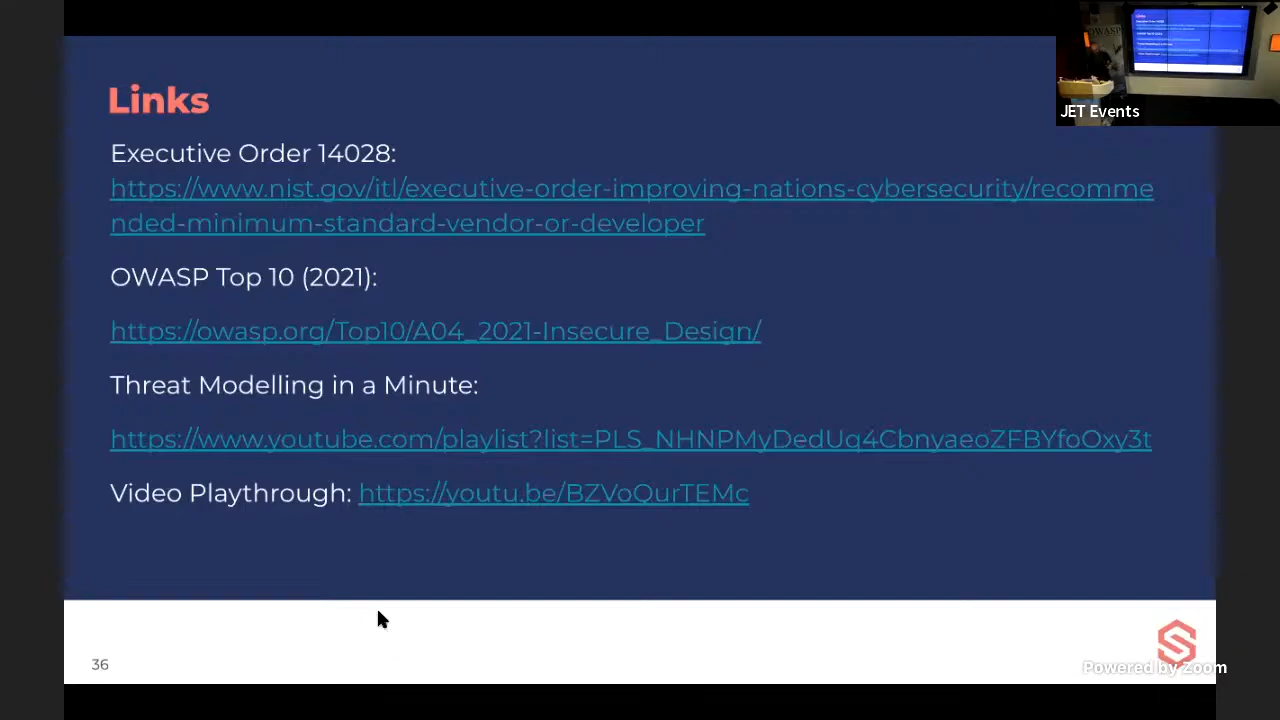 Links
JET Events
Executive Order 14028:
https://www.nist.gov/itl/executive-order-improving-nations-cybersecurity/recomme
nded-minimum-standard-vendor-or-developer
OWASP Top 10 (2021):
https://owasp.org/Top10/A04_2021-Insecure_Design/
Threat Modelling in a Minute:
https://www.youtube.com/playlist?list=PLS_NHNPMyDedUq4CbnyaeoZFBYfoOxy3t
Video Playthrough: https://youtu.be/BZVoQurTEMc
36
Powered by Zoom